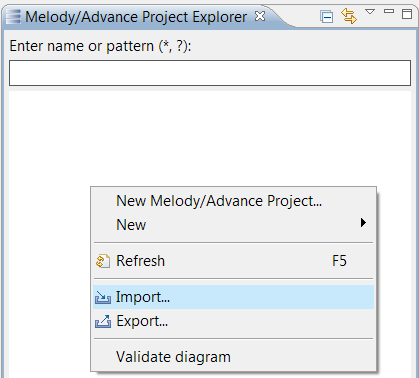 Melody/Advance Project Explorer
Enter name or pattern (*, ?):
New Melody/Advance Project...
New
Refresh F5
Import...
Export...
Validate diagram